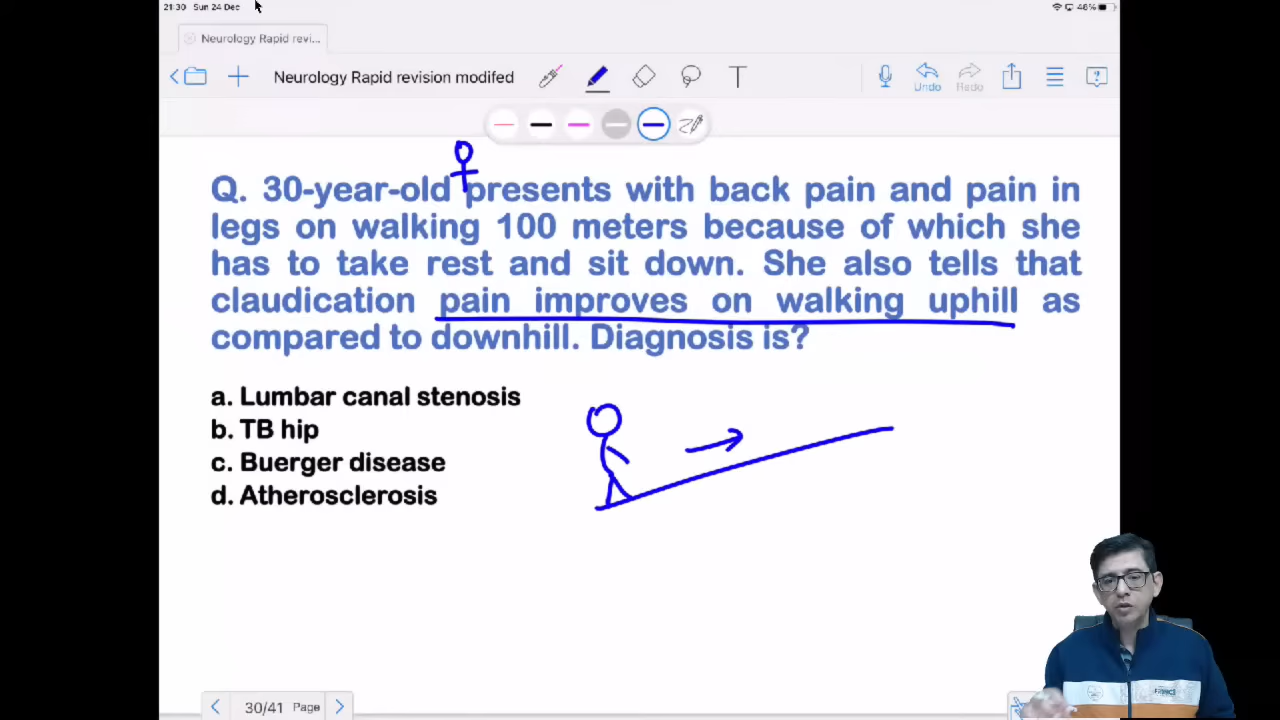 21:30 Sun 24 Dec
48%
Neurology Rapid revi...
Neurology Rapid revision modifed
T
Undo
Redo
Q. 30-year-old presents with back pain and pain in
legs on walking 100 meters because of which she
has to take rest and sit down. She also tells that
claudication pain improves on walking uphill as
compared to downhill. Diagnosis is?
a. Lumbar canal stenosis
b. TB hip
c. Buerger disease
d. Atherosclerosis
30/41 Page